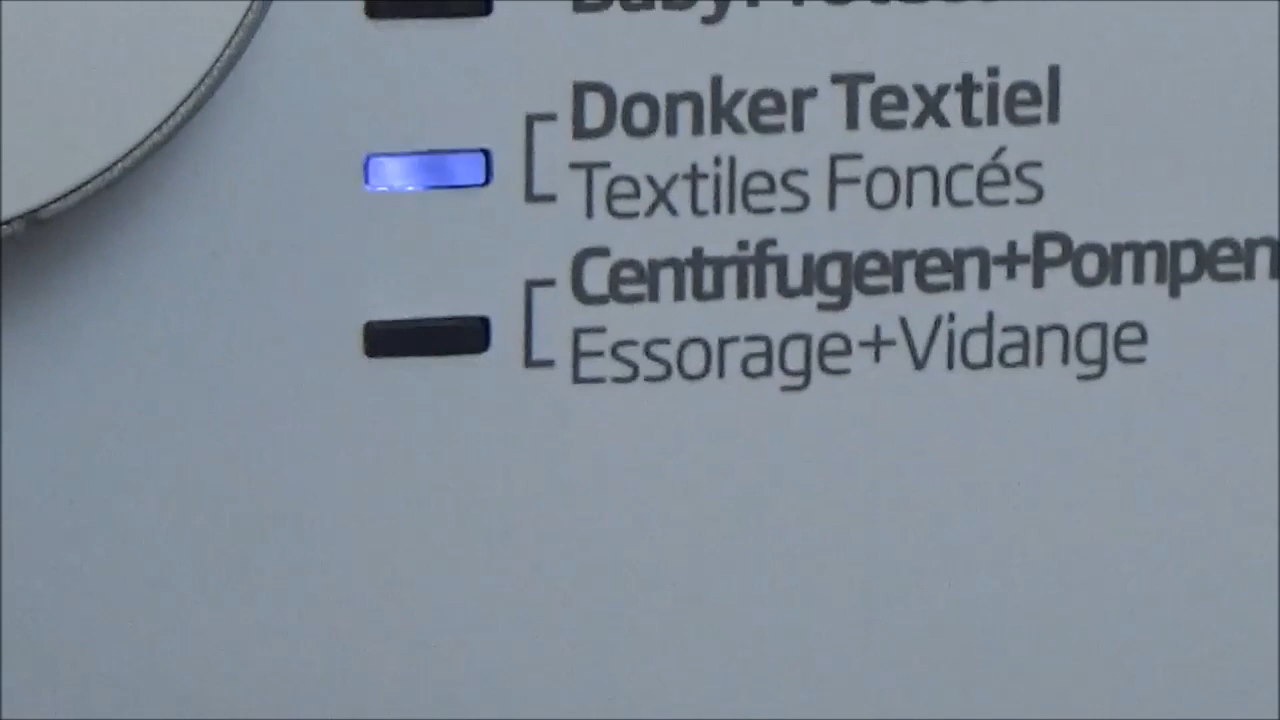 Donker Textiel
Textiles Foncés
Centrifugeren+Pompen
Essorage+Vidange